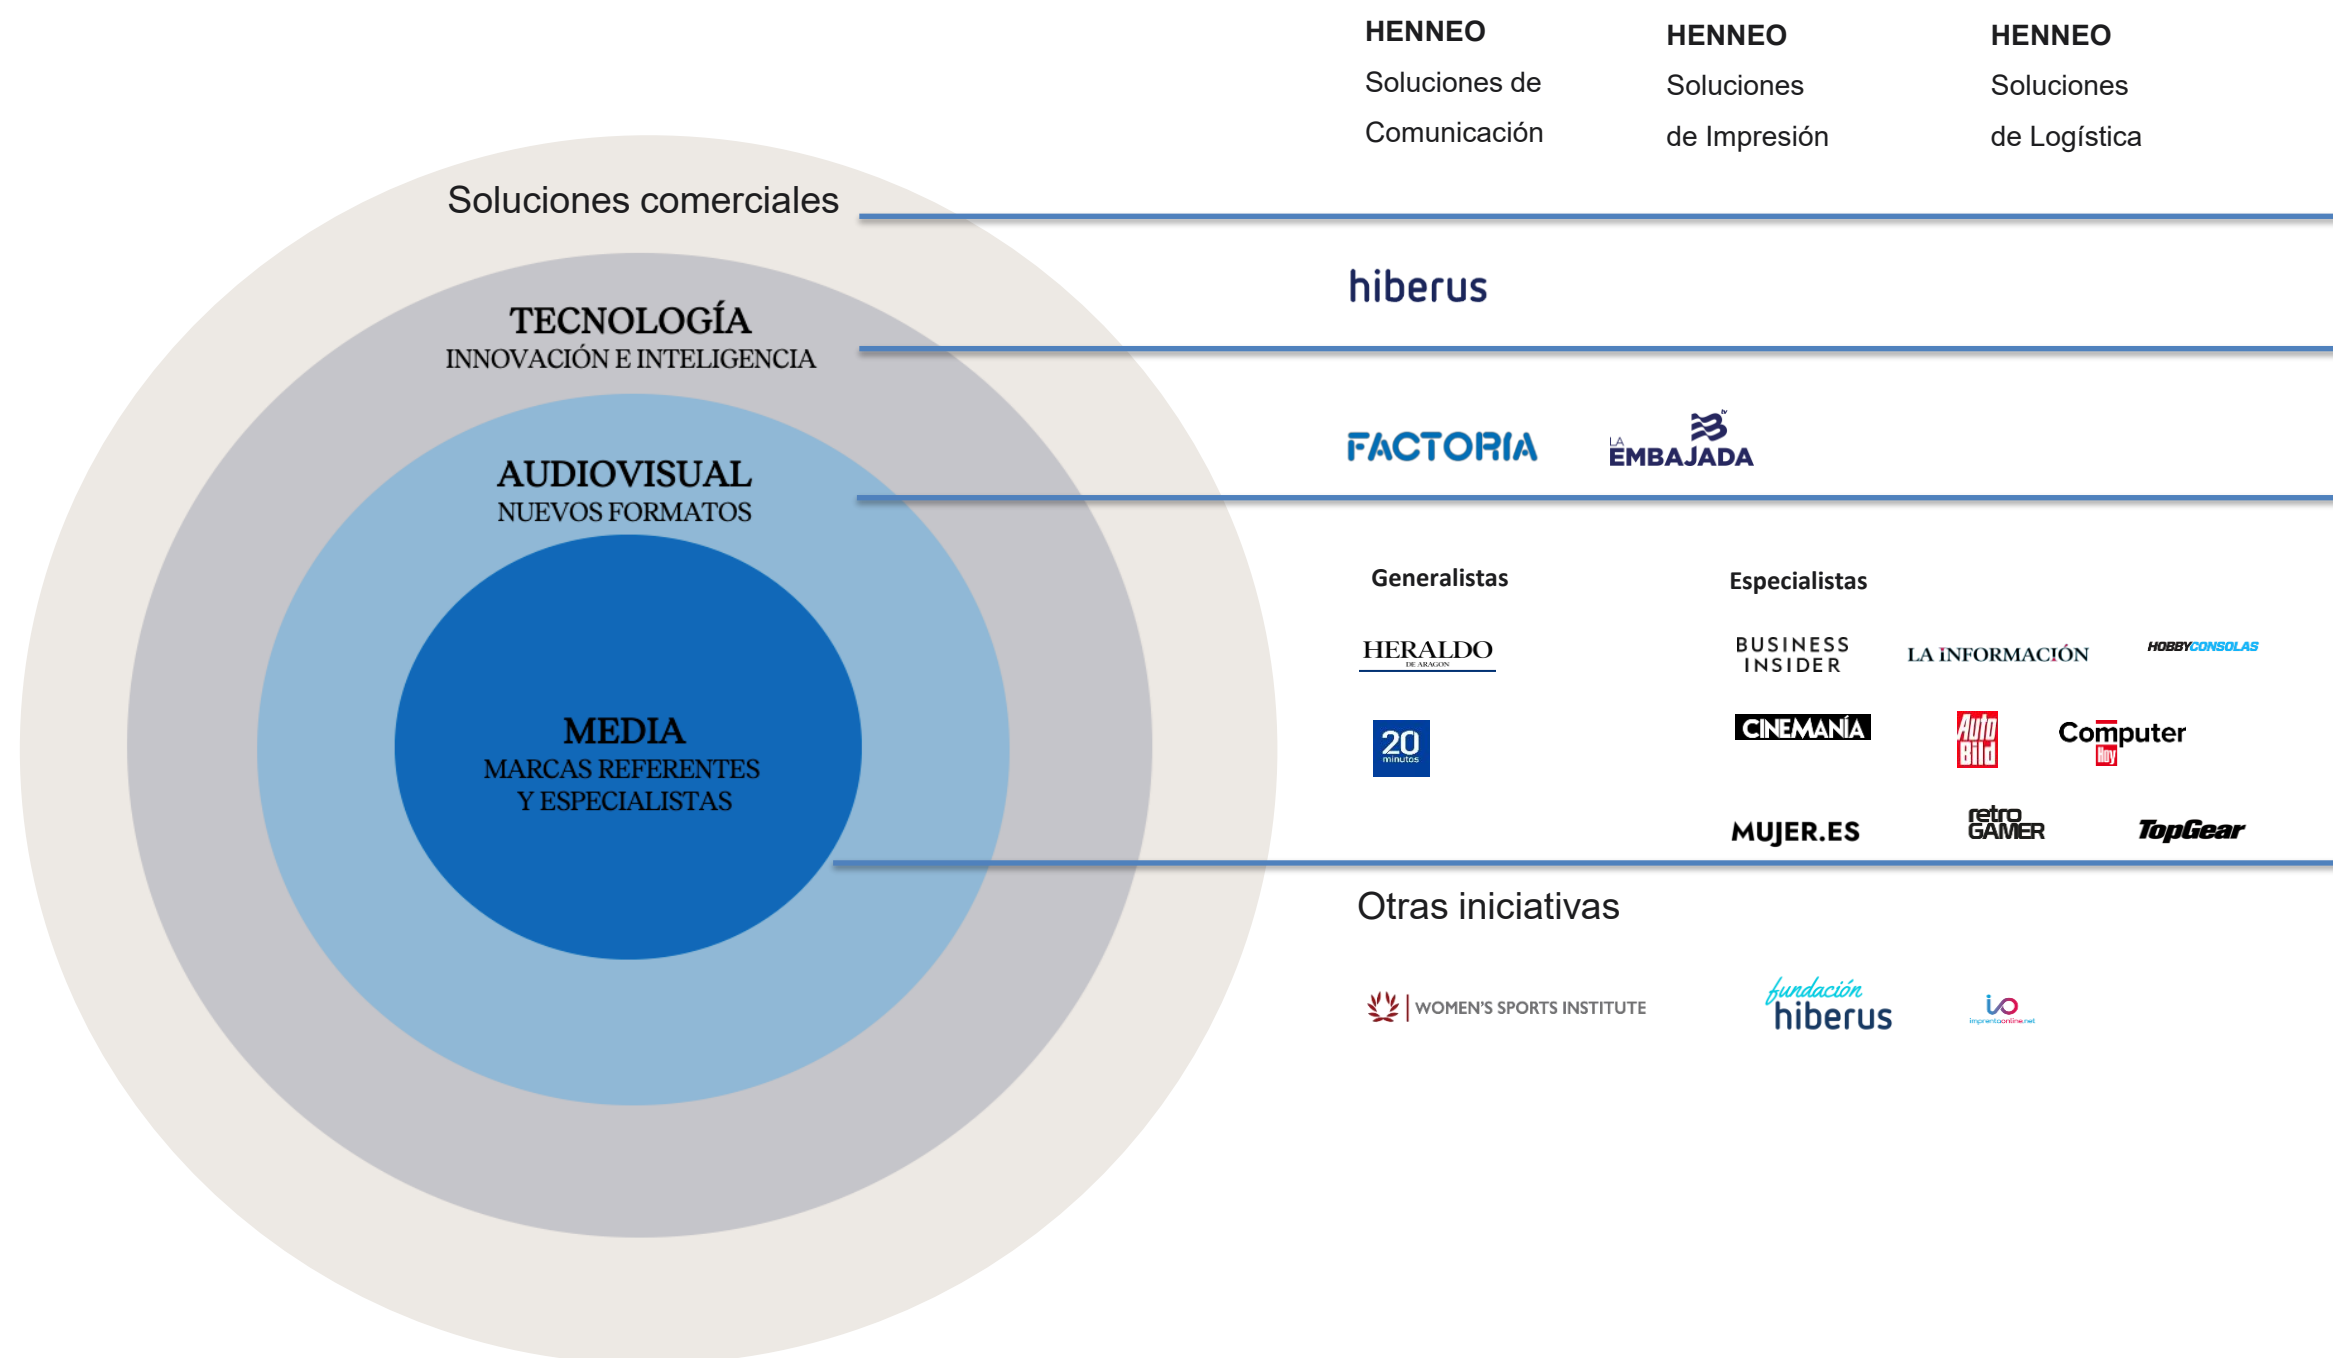 HENNEO
Soluciones de
Comunicación
HENNEO
Soluciones
de Impresión
HENNEO
Soluciones
de Logística
Soluciones comerciales
hiberus
TECNOLOGÍA
INNOVACIÓN E INTELIGENCIA
FACTORIA
LA
EMBAJADA
tv
AUDIOVISUAL
NUEVOS FORMATOS
Generalistas
HERALDO
DE ARAGON
20
minutos
Especialistas
BUSINESS
INSIDER
LA INFORMACIÓN
HOBBYCONSOLAS
CINEMANÍA
Auto
Bild
Computer
Hoy
MUJER.ES
retro
GAMER
TopGear
MEDIA
MARCAS REFERENTES
Y ESPECIALISTAS
Otras iniciativas
WOMEN'S SPORTS INSTITUTE
fundación
hiberus
io
imprentaonline.net